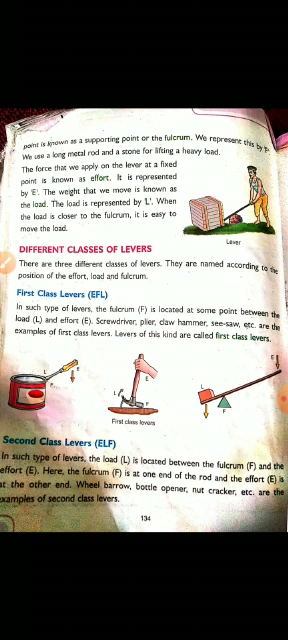 point is known as a supporting point or the fulcrum. We represent this by 'F'.
We use a long metal rod and a stone for lifting a heavy load.
The force that we apply on the lever at a fixed
point is known as effort. It is represented
by 'E'. The weight that we move is known as
the load. The load is represented by 'L'. When
the load is closer to the fulcrum, it is easy to
move the load.
Lever
DIFFERENT CLASSES OF LEVERS
There are three different classes of levers. They are named according to the
position of the effort, load and fulcrum.
First Class Levers (EFL)
In such type of levers, the fulcrum (F) is located at some point between the
load (L) and effort (E). Screwdriver, plier, claw hammer, see-saw, etc. are the
examples of first class levers. Levers of this kind are called first class levers.
L
E
F
E
L
F
E
L
F
First class levers
Second Class Levers (ELF)
In such type of levers, the load (L) is located between the fulcrum (F) and the
effort (E). Here, the fulcrum (F) is at one end of the rod and the effort (E) is
at the other end. Wheel barrow, bottle opener, nut cracker, etc. are the
examples of second class levers.
134